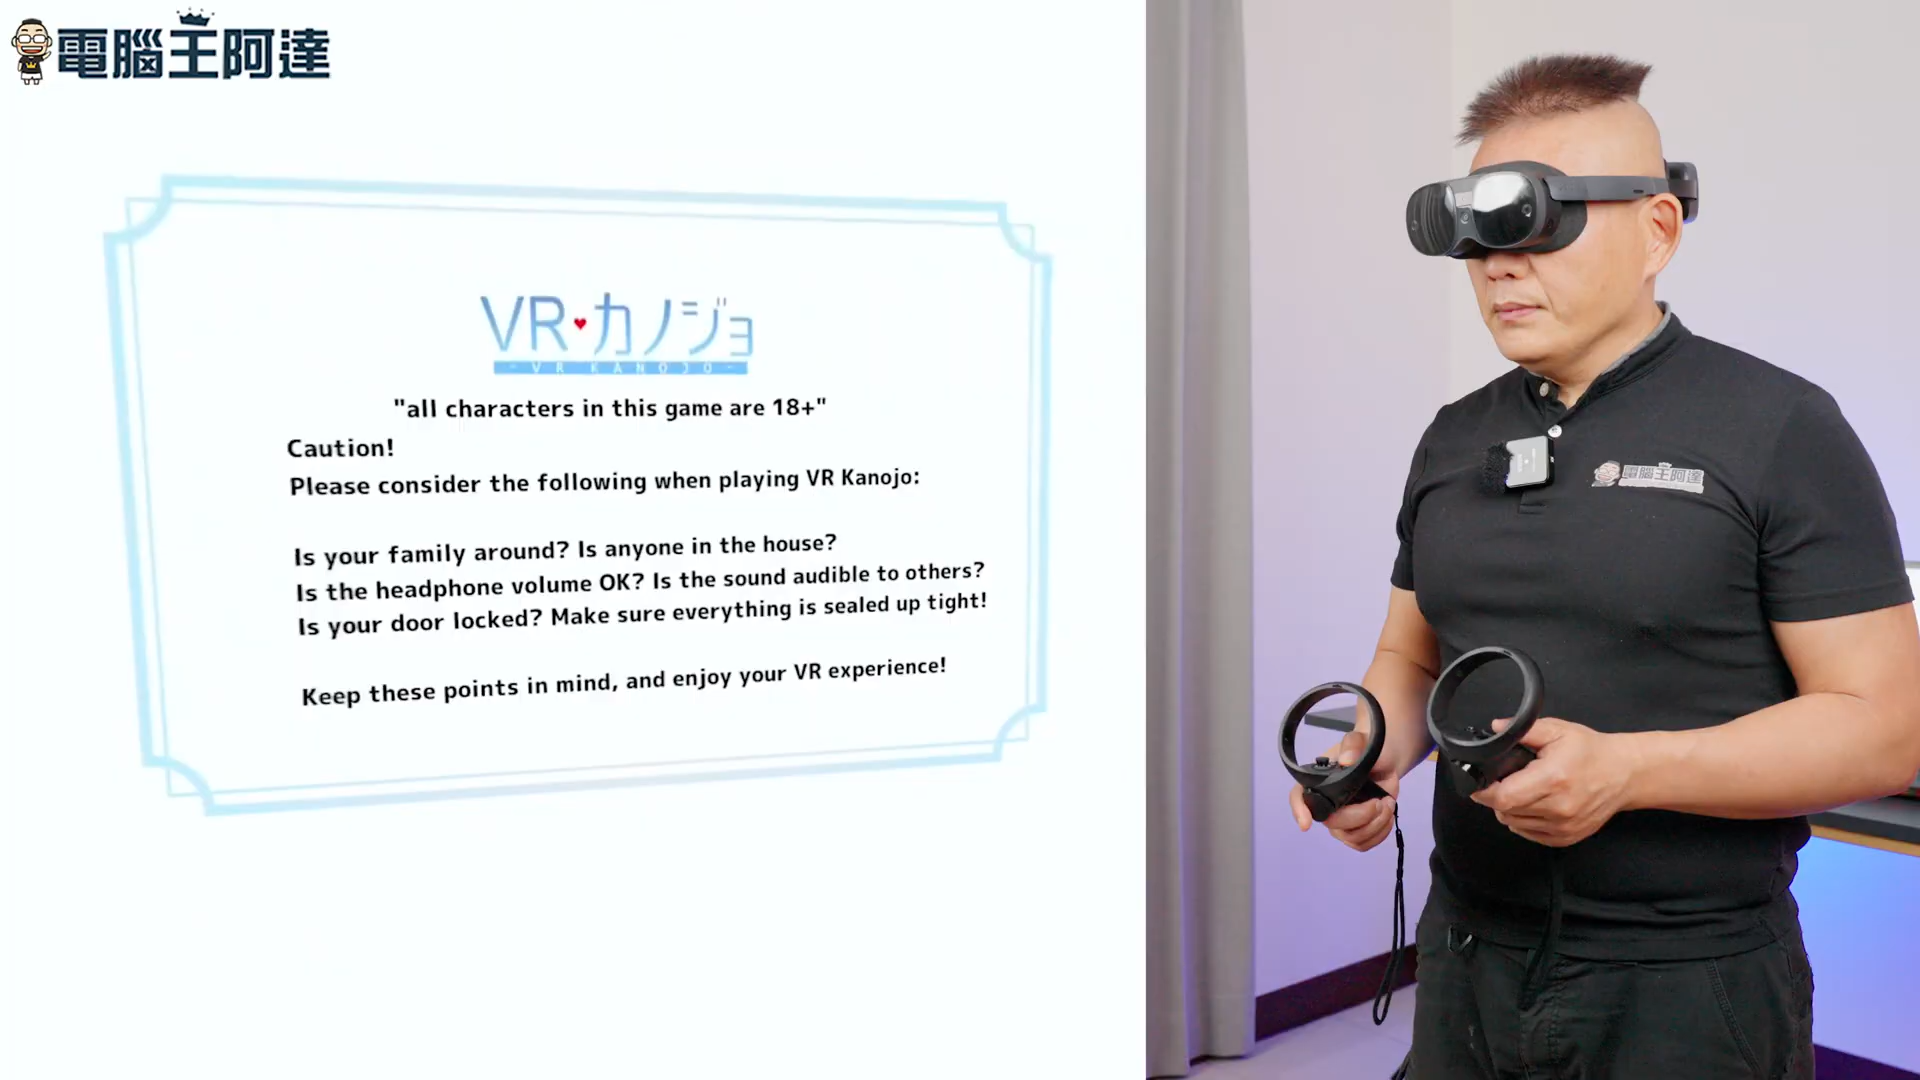 電腦王阿達
VR♥カノジョ
- VR KANOJO -
"all characters in this game are 18+"
Caution!
Please consider the following when playing VR Kanojo:
Is your family around? Is anyone in the house?
Is the headphone volume OK? Is the sound audible to others?
Is your door locked? Make sure everything is sealed up tight!
Keep these points in mind, and enjoy your VR experience!
電腦王阿達